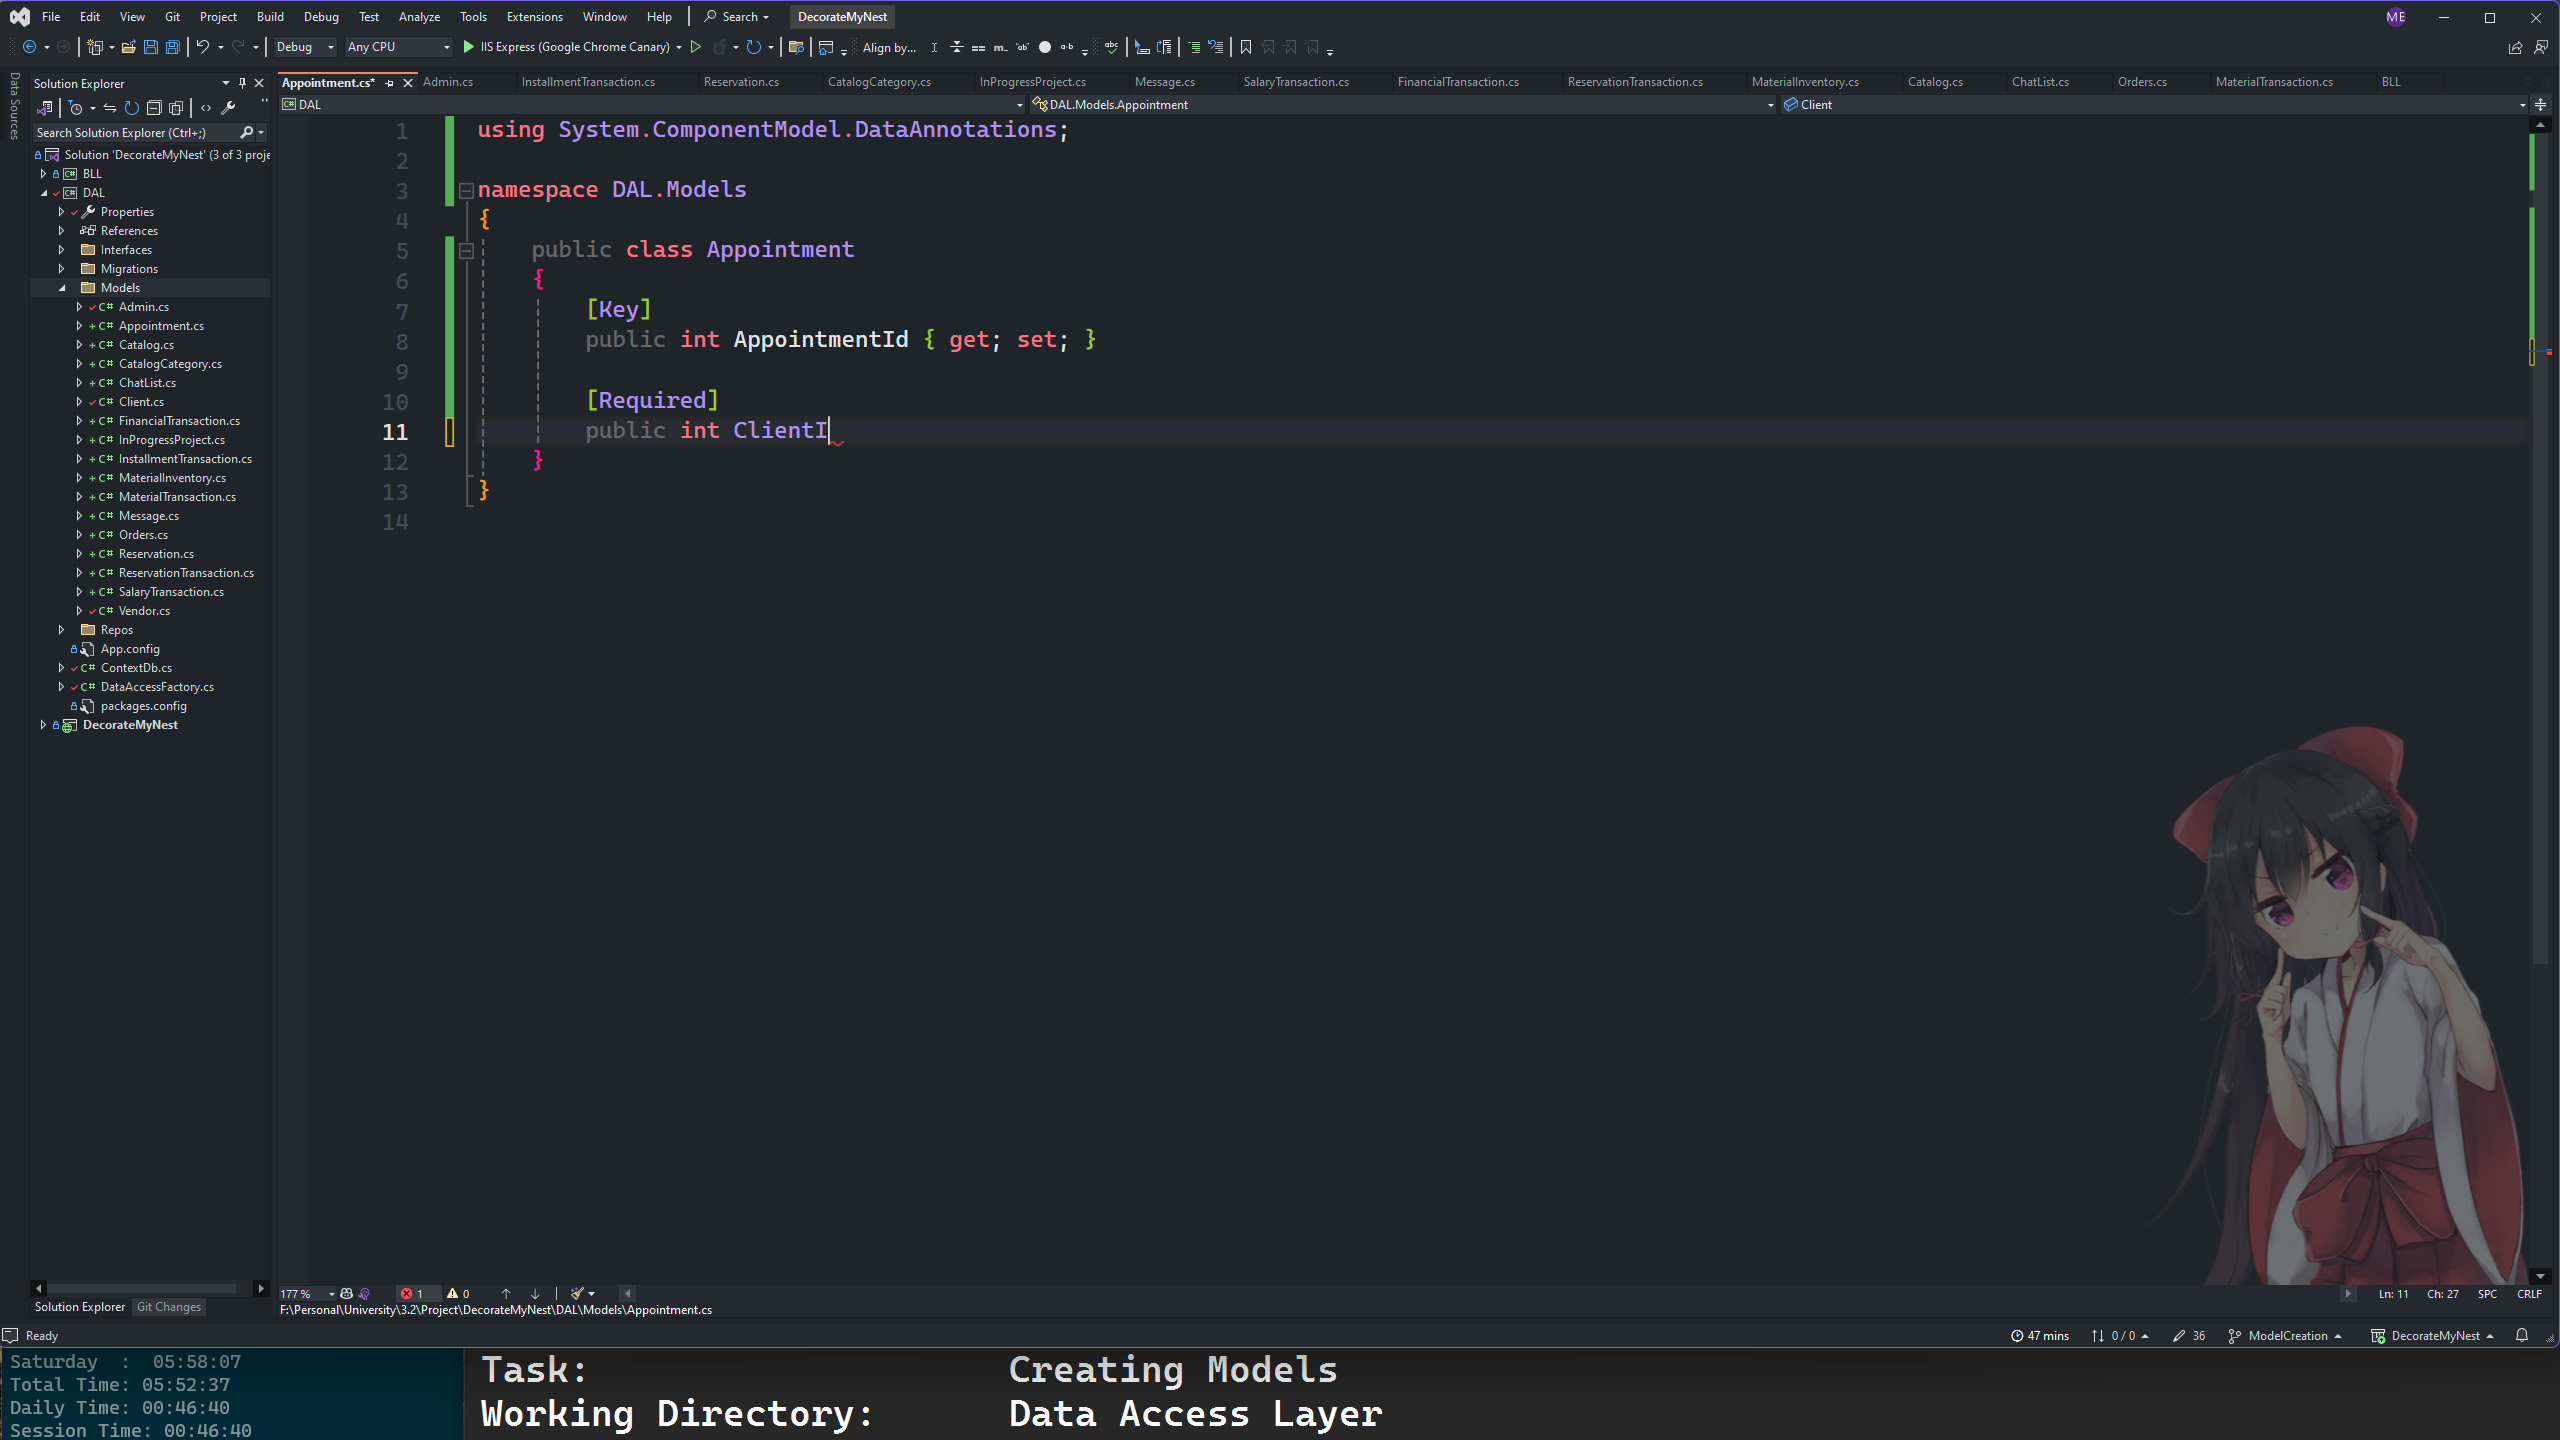 File Edit View Git Project Build Debug Test Analyze Tools Extensions Window Help Search DecorateMyNest ME
Debug Any CPU IIS Express (Google Chrome Canary) Align by...
Data Sources
Solution Explorer
Search Solution Explorer (Ctrl+;)
Solution 'DecorateMyNest' (3 of 3 proje
BLL
DAL
Properties
References
Interfaces
Migrations
Models
C# Admin.cs
C# Appointment.cs
C# Catalog.cs
C# CatalogCategory.cs
C# ChatList.cs
C# Client.cs
C# FinancialTransaction.cs
C# InProgressProject.cs
C# InstallmentTransaction.cs
C# MaterialInventory.cs
C# MaterialTransaction.cs
C# Message.cs
C# Orders.cs
C# Reservation.cs
C# ReservationTransaction.cs
C# SalaryTransaction.cs
C# Vendor.cs
Repos
App.config
C# ContextDb.cs
C# DataAccessFactory.cs
packages.config
DecorateMyNest
Solution Explorer Git Changes
Appointment.cs* Admin.cs InstallmentTransaction.cs Reservation.cs CatalogCategory.cs InProgressProject.cs Message.cs SalaryTransaction.cs FinancialTransaction.cs ReservationTransaction.cs MaterialInventory.cs Catalog.cs ChatList.cs Orders.cs MaterialTransaction.cs BLL
DAL DAL.Models.Appointment Client
1 using System.ComponentModel.DataAnnotations;
2
3 namespace DAL.Models
4 {
5 public class Appointment
6 {
7 [Key]
8 public int AppointmentId { get; set; }
9
10 [Required]
11 public int ClientI
12 }
13 }
14
177 % 1 0 Ln: 11 Ch: 27 SPC CRLF
F:\Personal\University\3.2\Project\DecorateMyNest\DAL\Models\Appointment.cs
Ready 47 mins 0 / 0 36 ModelCreation DecorateMyNest
Saturday : 05:58:07
Total Time: 05:52:37
Daily Time: 00:46:40
Session Time: 00:46:40
Task: Creating Models
Working Directory: Data Access Layer